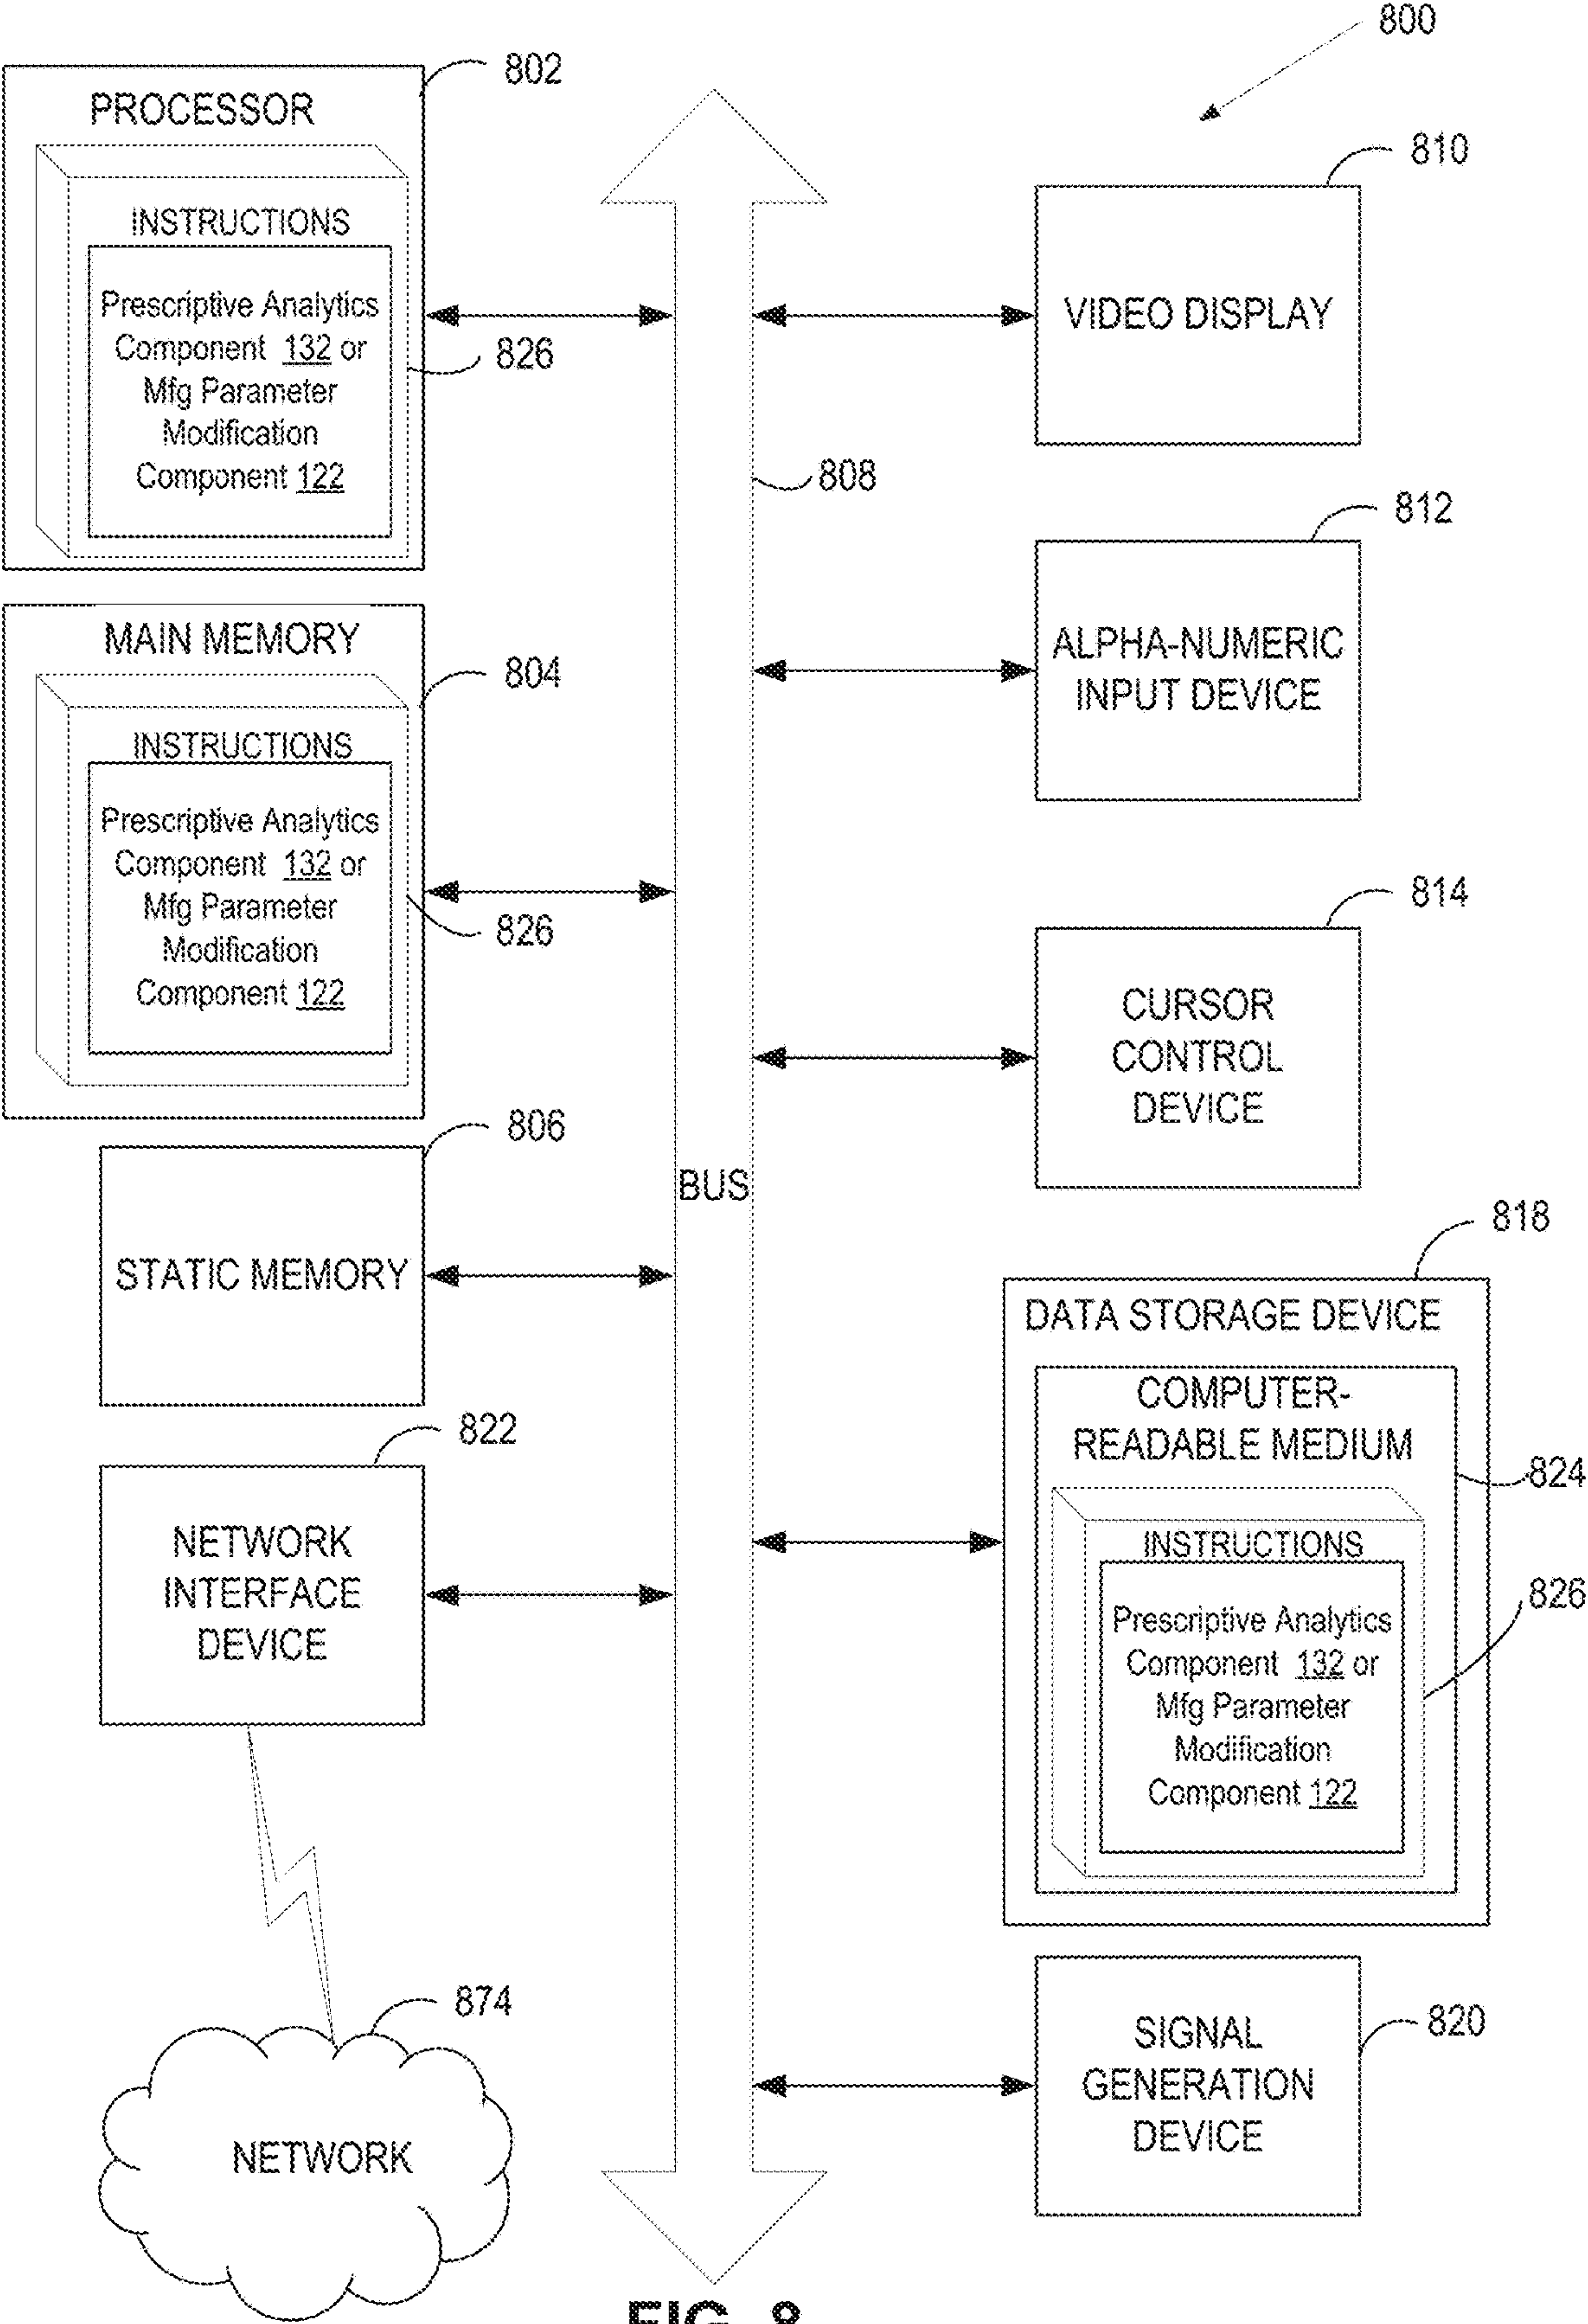 800
802
PROCESSOR
INSTRUCTIONS
Prescriptive Analytics
Component 132 or
Mfg Parameter
Modification
Component 122
826
MAIN MEMORY
804
INSTRUCTIONS
Prescriptive Analytics
Component 132 or
Mfg Parameter
Modification
Component 122
826
806
STATIC MEMORY
822
NETWORK
INTERFACE
DEVICE
874
NETWORK
808
BUS
810
VIDEO DISPLAY
812
ALPHA-NUMERIC
INPUT DEVICE
814
CURSOR
CONTROL
DEVICE
818
DATA STORAGE DEVICE
COMPUTER-
READABLE MEDIUM
824
INSTRUCTIONS
Prescriptive Analytics
Component 132 or
Mfg Parameter
Modification
Component 122
826
820
SIGNAL
GENERATION
DEVICE
FIG. 8